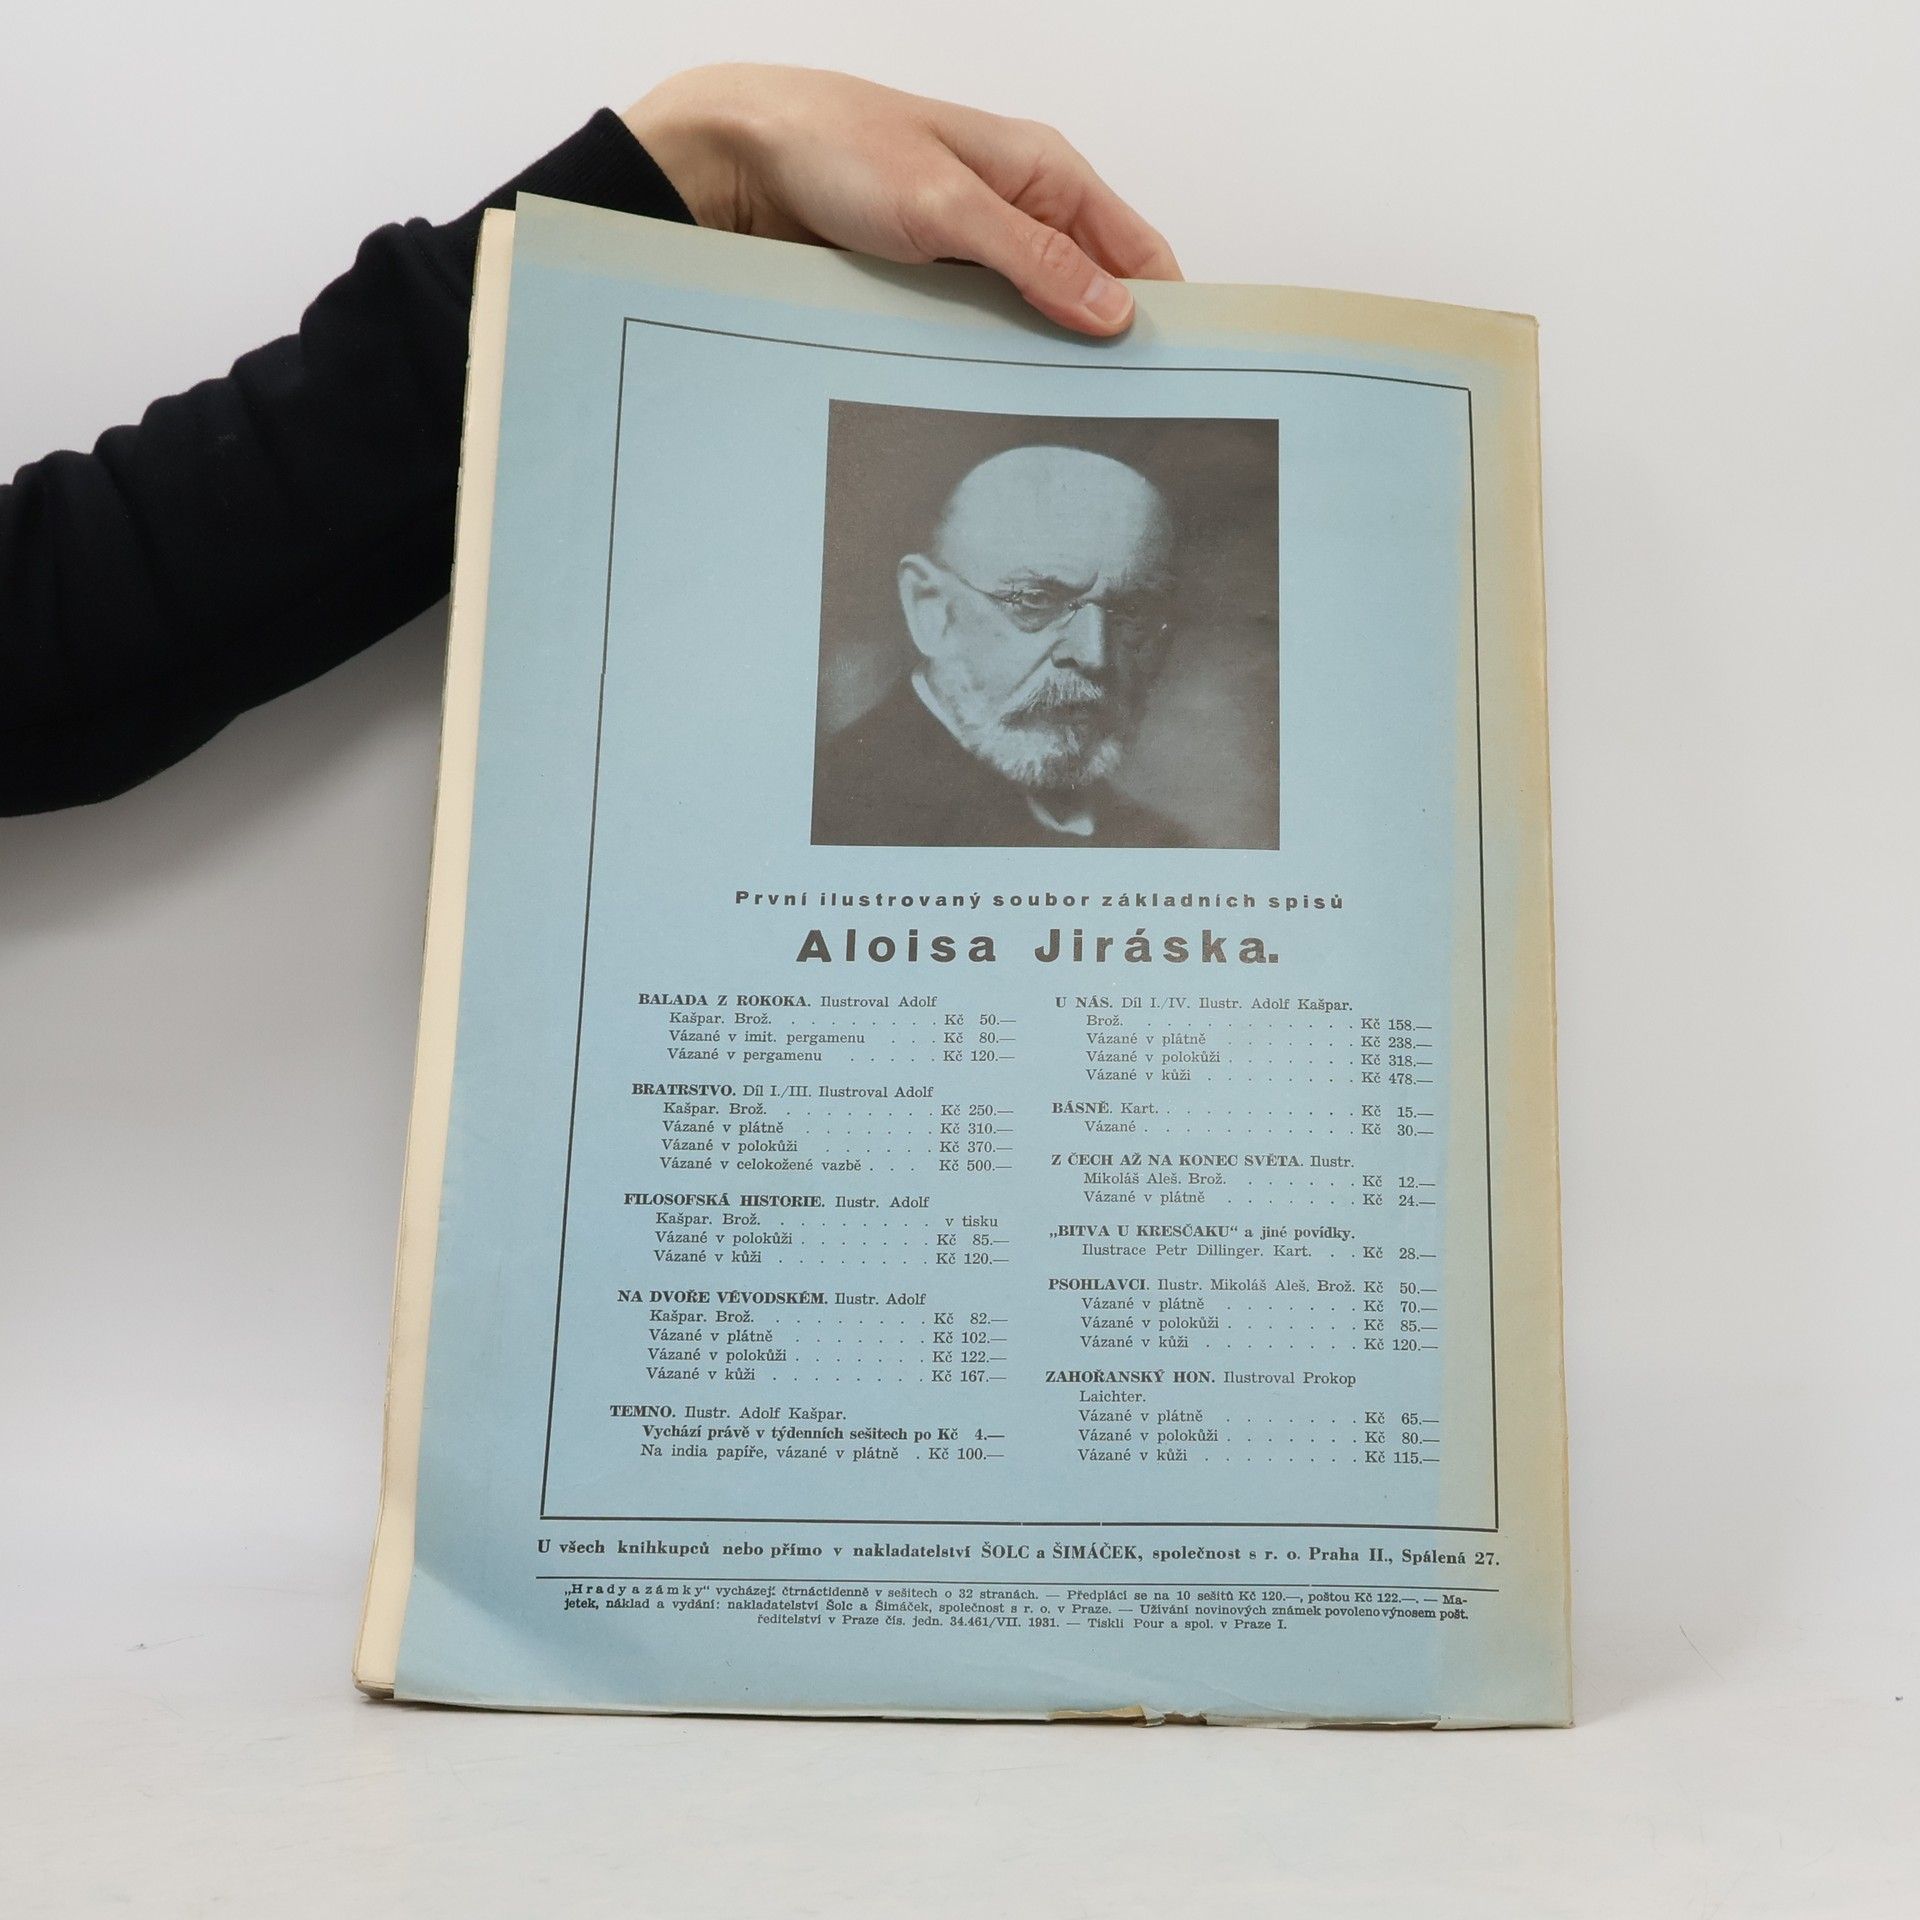 První ilustrovaný soubor základních spisů
Aloisa Jiráska.
BALADA Z ROKOKA. Ilustroval Adolf
Kašpar. Brož. . . . . . . . . Kč 50.—
Vázané v imit. pergamenu . . . Kč 80.—
Vázané v pergamenu . . . . . Kč 120.—
BRATRSTVO. Díl I./III. Ilustroval Adolf
Kašpar. Brož. . . . . . . . . Kč 250.—
Vázané v plátně . . . . . . . Kč 310.—
Vázané v polokůži . . . . . . Kč 370.—
Vázané v celokožené vazbě . . . Kč 500.—
FILOSOFSKÁ HISTORIE. Ilustr. Adolf
Kašpar. Brož. . . . . . . . . v tisku
Vázané v polokůži . . . . . . . Kč 85.—
Vázané v kůži . . . . . . . . Kč 120.—
NA DVOŘE VÉVODSKÉM. Ilustr. Adolf
Kašpar. Brož. . . . . . . . . Kč 82.—
Vázané v plátně . . . . . . . Kč 102.—
Vázané v polokůži . . . . . . . Kč 122.—
Vázané v kůži . . . . . . . . Kč 167.—
TEMNO. Ilustr. Adolf Kašpar.
Vychází právě v týdenních sešitech po Kč 4.—
Na india papíře, vázané v plátně . Kč 100.—
U NÁS. Díl I./IV. Ilustr. Adolf Kašpar.
Brož. . . . . . . . . . . . Kč 158.—
Vázané v plátně . . . . . . . Kč 238.—
Vázané v polokůži . . . . . . . Kč 318.—
Vázané v kůži . . . . . . . . Kč 478.—
BÁSNĚ. Kart. . . . . . . . . . . Kč 15.—
Vázané . . . . . . . . . . . Kč 30.—
Z ČECH AŽ NA KONEC SVĚTA. Ilustr.
Mikoláš Aleš. Brož. . . . . . . Kč 12.—
Vázané v plátně . . . . . . . Kč 24.—
„BITVA U KRESČAKU“ a jiné povídky.
Ilustrace Petr Dillinger. Kart. . . Kč 28.—
PSOHLAVCI. Ilustr. Mikoláš Aleš. Brož. Kč 50.—
Vázané v plátně . . . . . . . Kč 70.—
Vázané v polokůži . . . . . . . Kč 85.—
Vázané v kůži . . . . . . . . Kč 120.—
ZAHOŘANSKÝ HON. Ilustroval Prokop
Laichter.
Vázané v plátně . . . . . . . Kč 65.—
Vázané v polokůži . . . . . . . Kč 80.—
Vázané v kůži . . . . . . . . Kč 115.—
U všech knihkupců nebo přímo v nakladatelství ŠOLC a ŠIMÁČEK, společnost s r. o. Praha II., Spálená 27.
„Hrady a zámky“ vycházejí čtrnáctidenně v sešitech o 32 stranách. — Předplácí se na 10 sešitů Kč 120.—, poštou Kč 122.—. — Ma-
jetek, náklad a vydání: nakladatelství Šolc a Šimáček, společnost s r. o. v Praze. — Užívání novinových známek povoleno výnosem pošt.
ředitelství v Praze čís. jedn. 34.461/VII. 1931. — Tiskli Pour a spol. v Praze I.